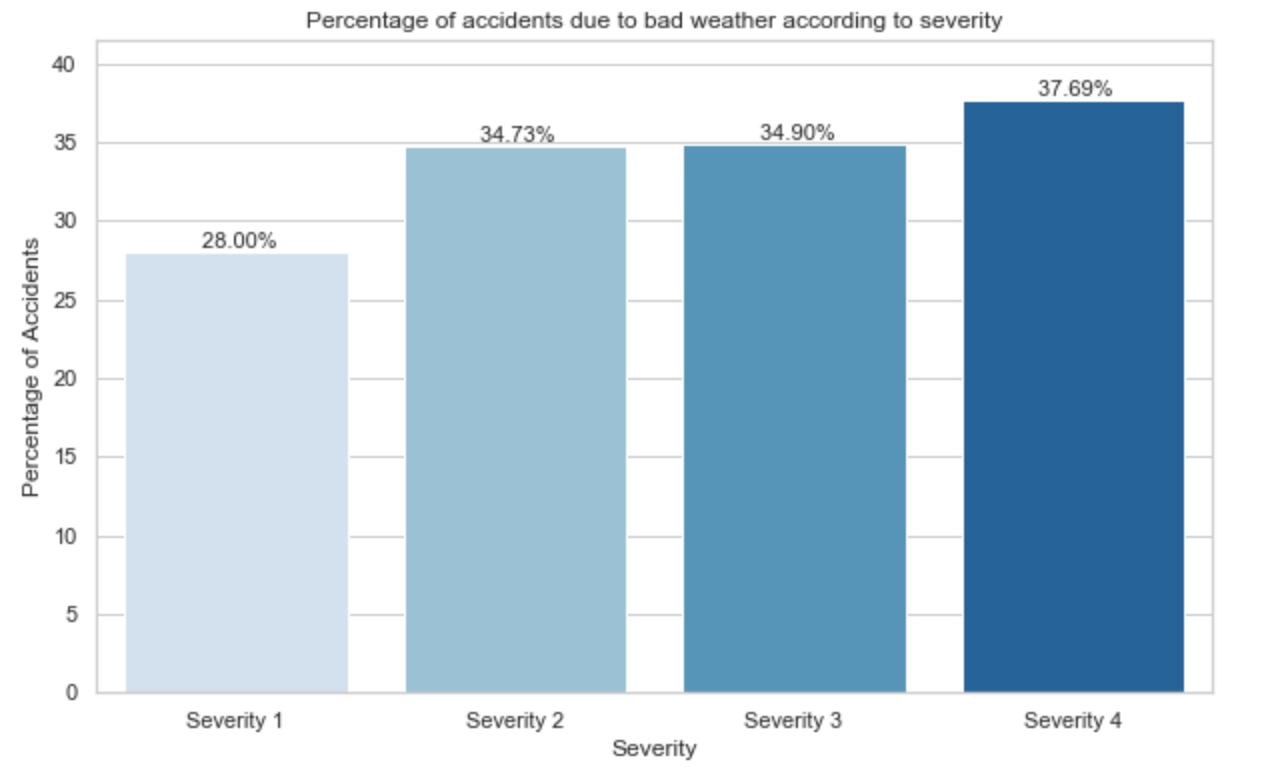 Percentage of accidents due to bad weather according to severity
Percentage of Accidents
40
35
30
25
20
15
10
5
0
28.00%
34.73%
34.90%
37.69%
Severity 1
Severity 2
Severity 3
Severity 4
Severity